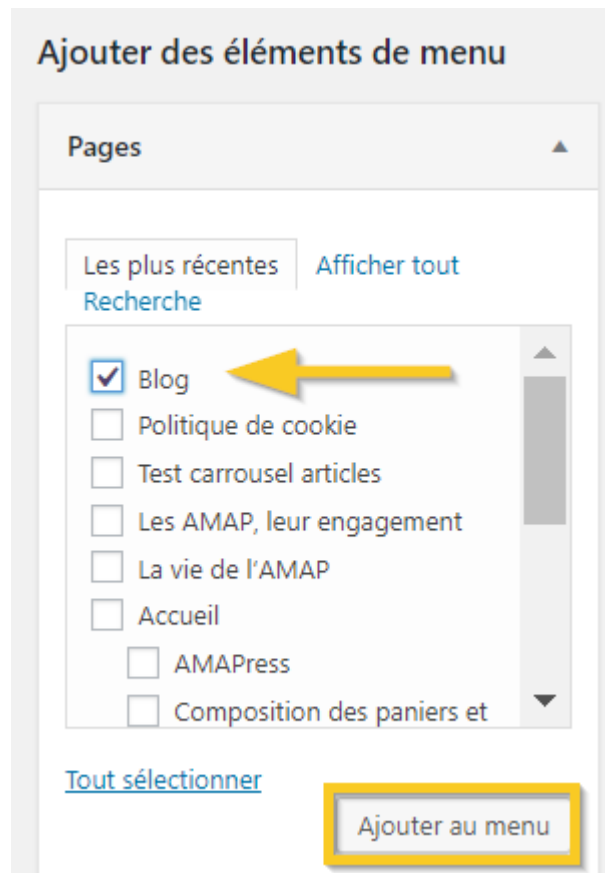 Ajouter des éléments de menu
Pages
Les plus récentes Afficher tout
Recherche
Blog
Politique de cookie
Test carrousel articles
Les AMAP, leur engagement
La vie de l'AMAP
Accueil
AMAPress
Composition des paniers et
Tout sélectionner
Ajouter au menu